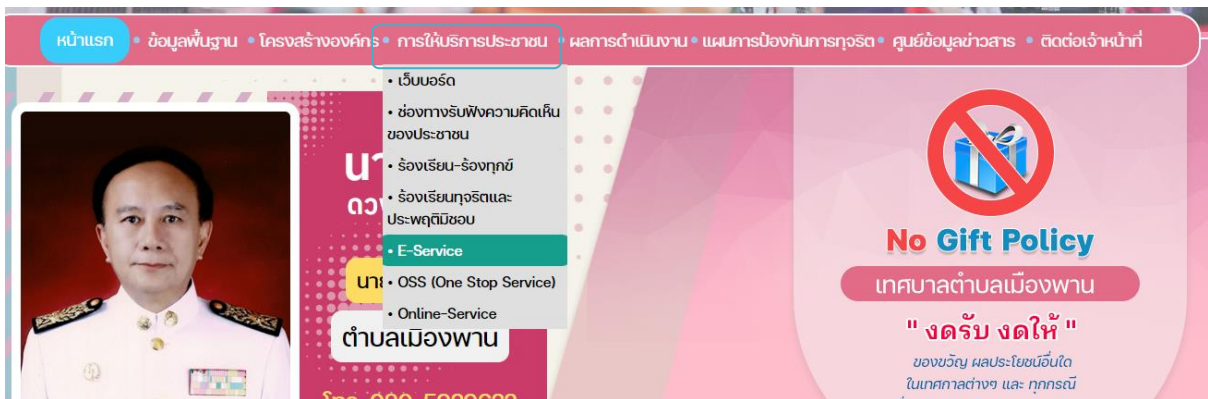 หน้าแรก • ข้อมูลพื้นฐาน • โครงสร้างองค์กร • การให้บริการประชาชน • ผลการดำเนินงาน • แผนการป้องกันการทุจริต • ศูนย์ข้อมูลข่าวสาร • ติดต่อเจ้าหน้าที่
• เว็บบอร์ด
• ช่องทางรับฟังความคิดเห็น
ของประชาชน
• ร้องเรียน-ร้องทุกข์
• ร้องเรียนทุจริตและ
ประพฤติมิชอบ
• E-Service
• OSS (One Stop Service)
• Online-Service
ตำบลเมืองพาน
No Gift Policy
เทศบาลตำบลเมืองพาน
" งดรับ งดให้ "
ของขวัญ ผลประโยชน์อื่นใด
ในเทศกาลต่างๆ และ ทุกกรณี